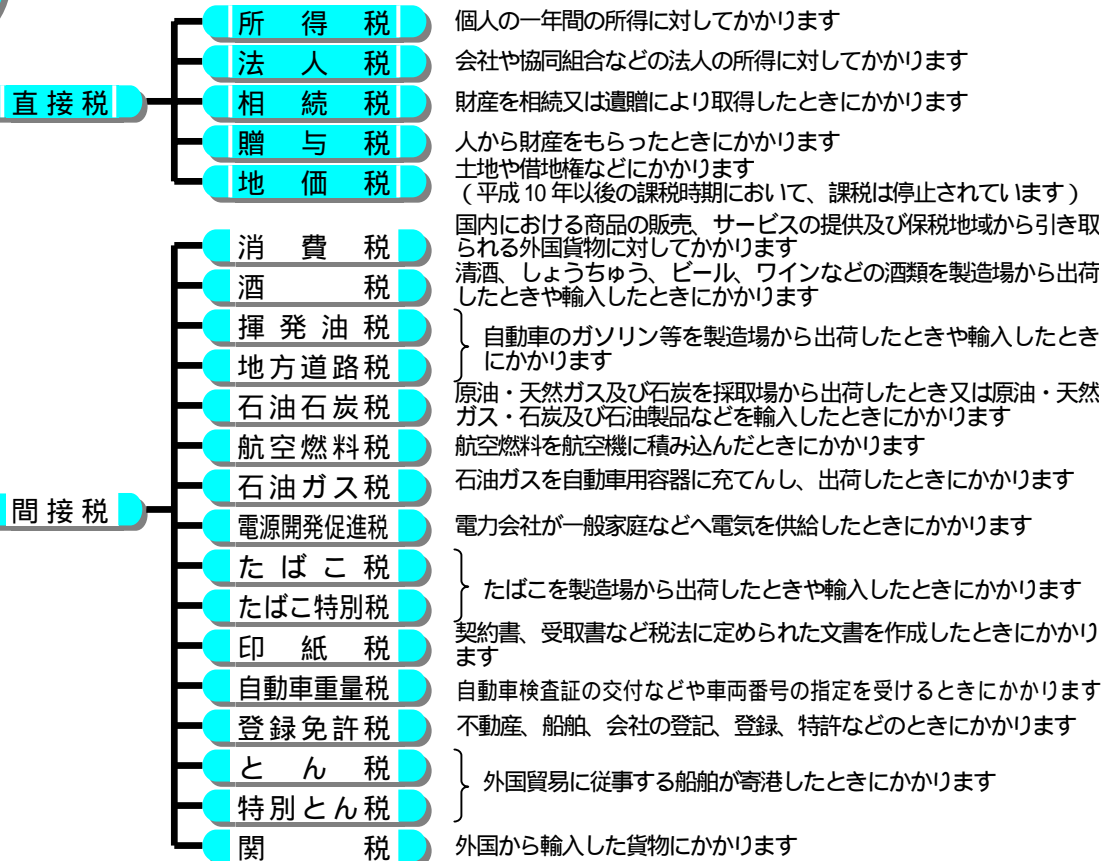 直接税
所得税
個人の一年間の所得に対してかかります
法人税
会社や協同組合などの法人の所得に対してかかります
相続税
財産を相続又は遺贈により取得したときにかかります
贈与税
人から財産をもらったときにかかります
地価税
土地や借地権などにかかります
(平成10年以後の課税時期において、課税は停止されています)
間接税
消費税
国内における商品の販売、サービスの提供及び保税地域から引き取
られる外国貨物に対してかかります
酒税
清酒、しょうちゅう、ビール、ワインなどの酒類を製造場から出荷
したときや輸入したときにかかります
揮発油税
地方道路税
自動車のガソリン等を製造場から出荷したときや輸入したとき
にかかります
石油石炭税
原油・天然ガス及び石炭を採取場から出荷したとき又は原油・天然
ガス・石炭及び石油製品などを輸入したときにかかります
航空燃料税
航空燃料を航空機に積み込んだときにかかります
石油ガス税
石油ガスを自動車用容器に充てんし、出荷したときにかかります
電源開発促進税
電力会社が一般家庭などへ電気を供給したときにかかります
たばこ税
たばこ特別税
たばこを製造場から出荷したときや輸入したときにかかります
印紙税
契約書、受取書など税法に定められた文書を作成したときにかかり
ます
自動車重量税
自動車検査証の交付などや車両番号の指定を受けるときにかかります
登録免許税
不動産、船舶、会社の登記、登録、特許などのときにかかります
とん税
特別とん税
外国貿易に従事する船舶が寄港したときにかかります
関税
外国から輸入した貨物にかかります